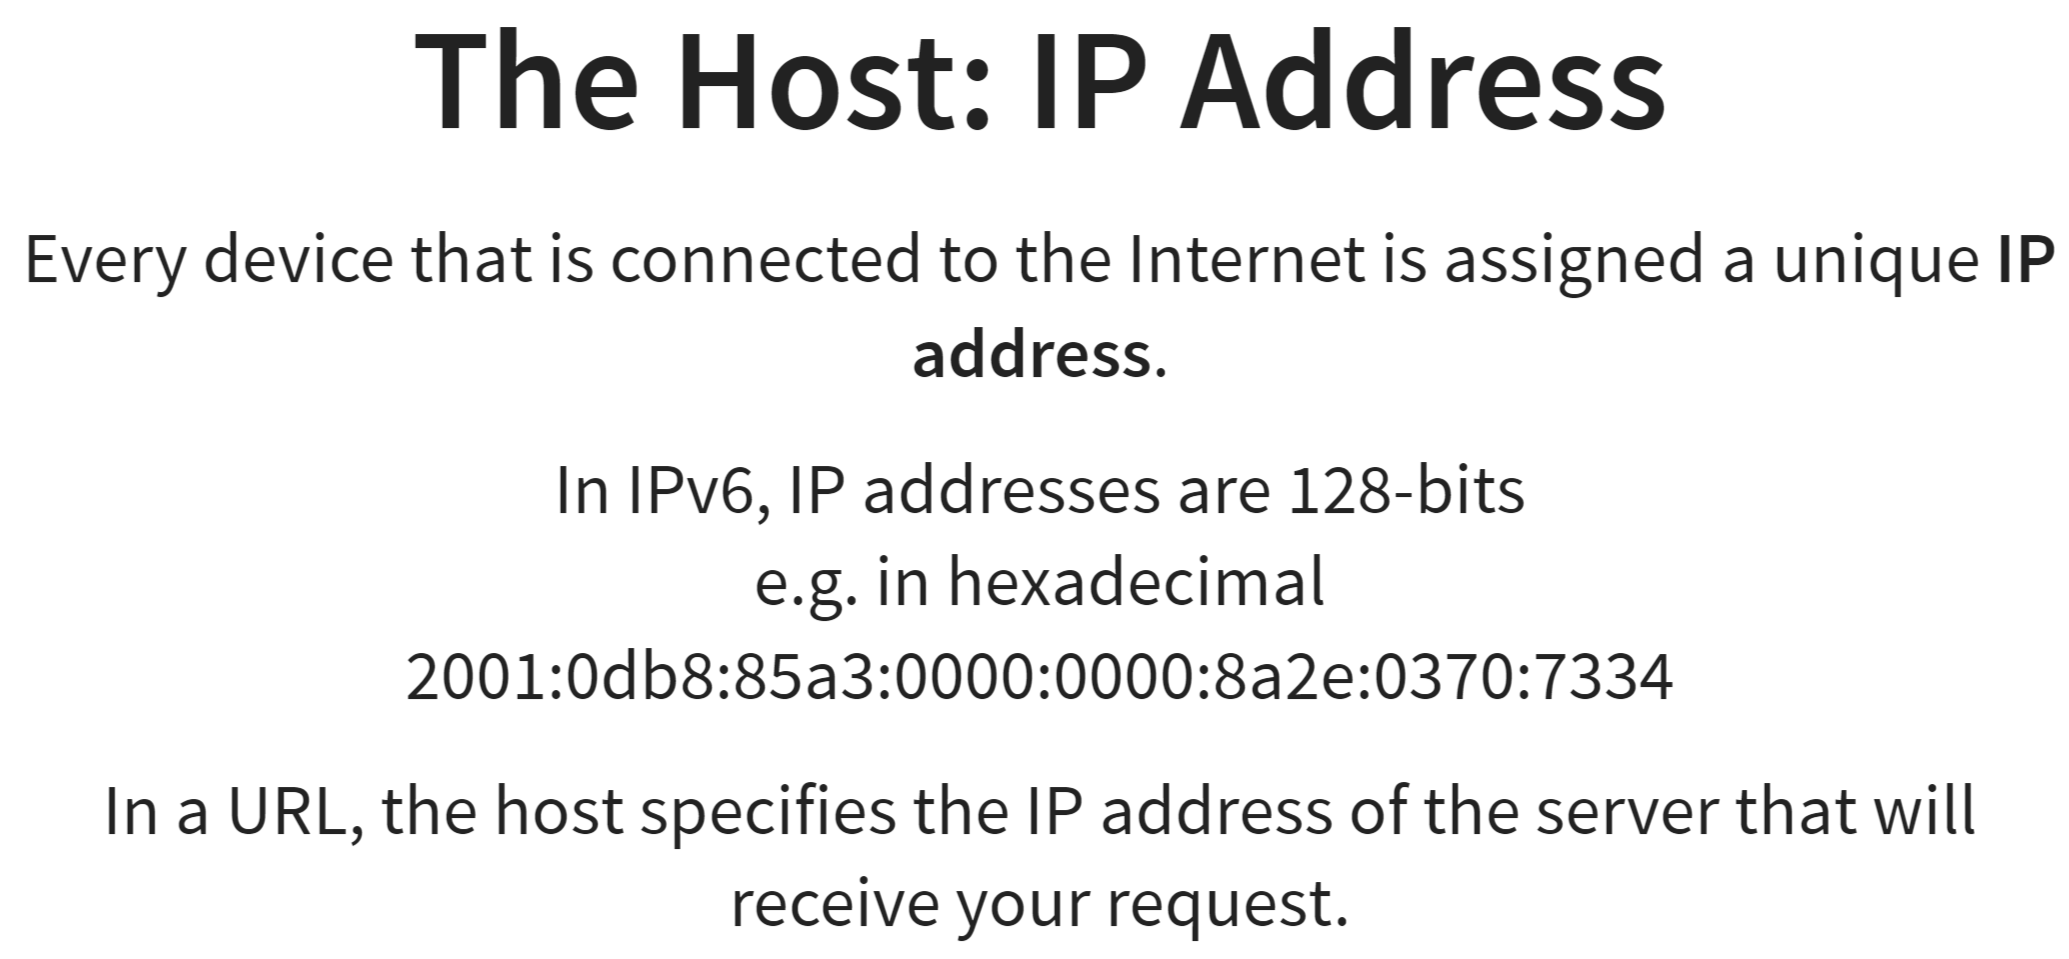 The Host: IP Address
Every device that is connected to the Internet is assigned a unique IP
address.
In IPv6, IP addresses are 128-bits
e.g. in hexadecimal
2001:0db8:85a3:0000:0000:8a2e:0370:7334
In a URL, the host specifies the IP address of the server that will
receive your request.